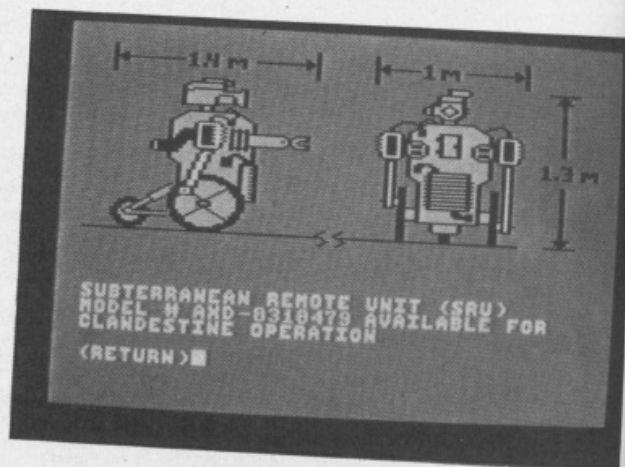 1.4 m
1 m
1.3 m
SUBTERRANEAN REMOTE UNIT (SRU)
MODEL # AXD-0310479 AVAILABLE FOR
CLANDESTINE OPERATION
(RETURN)